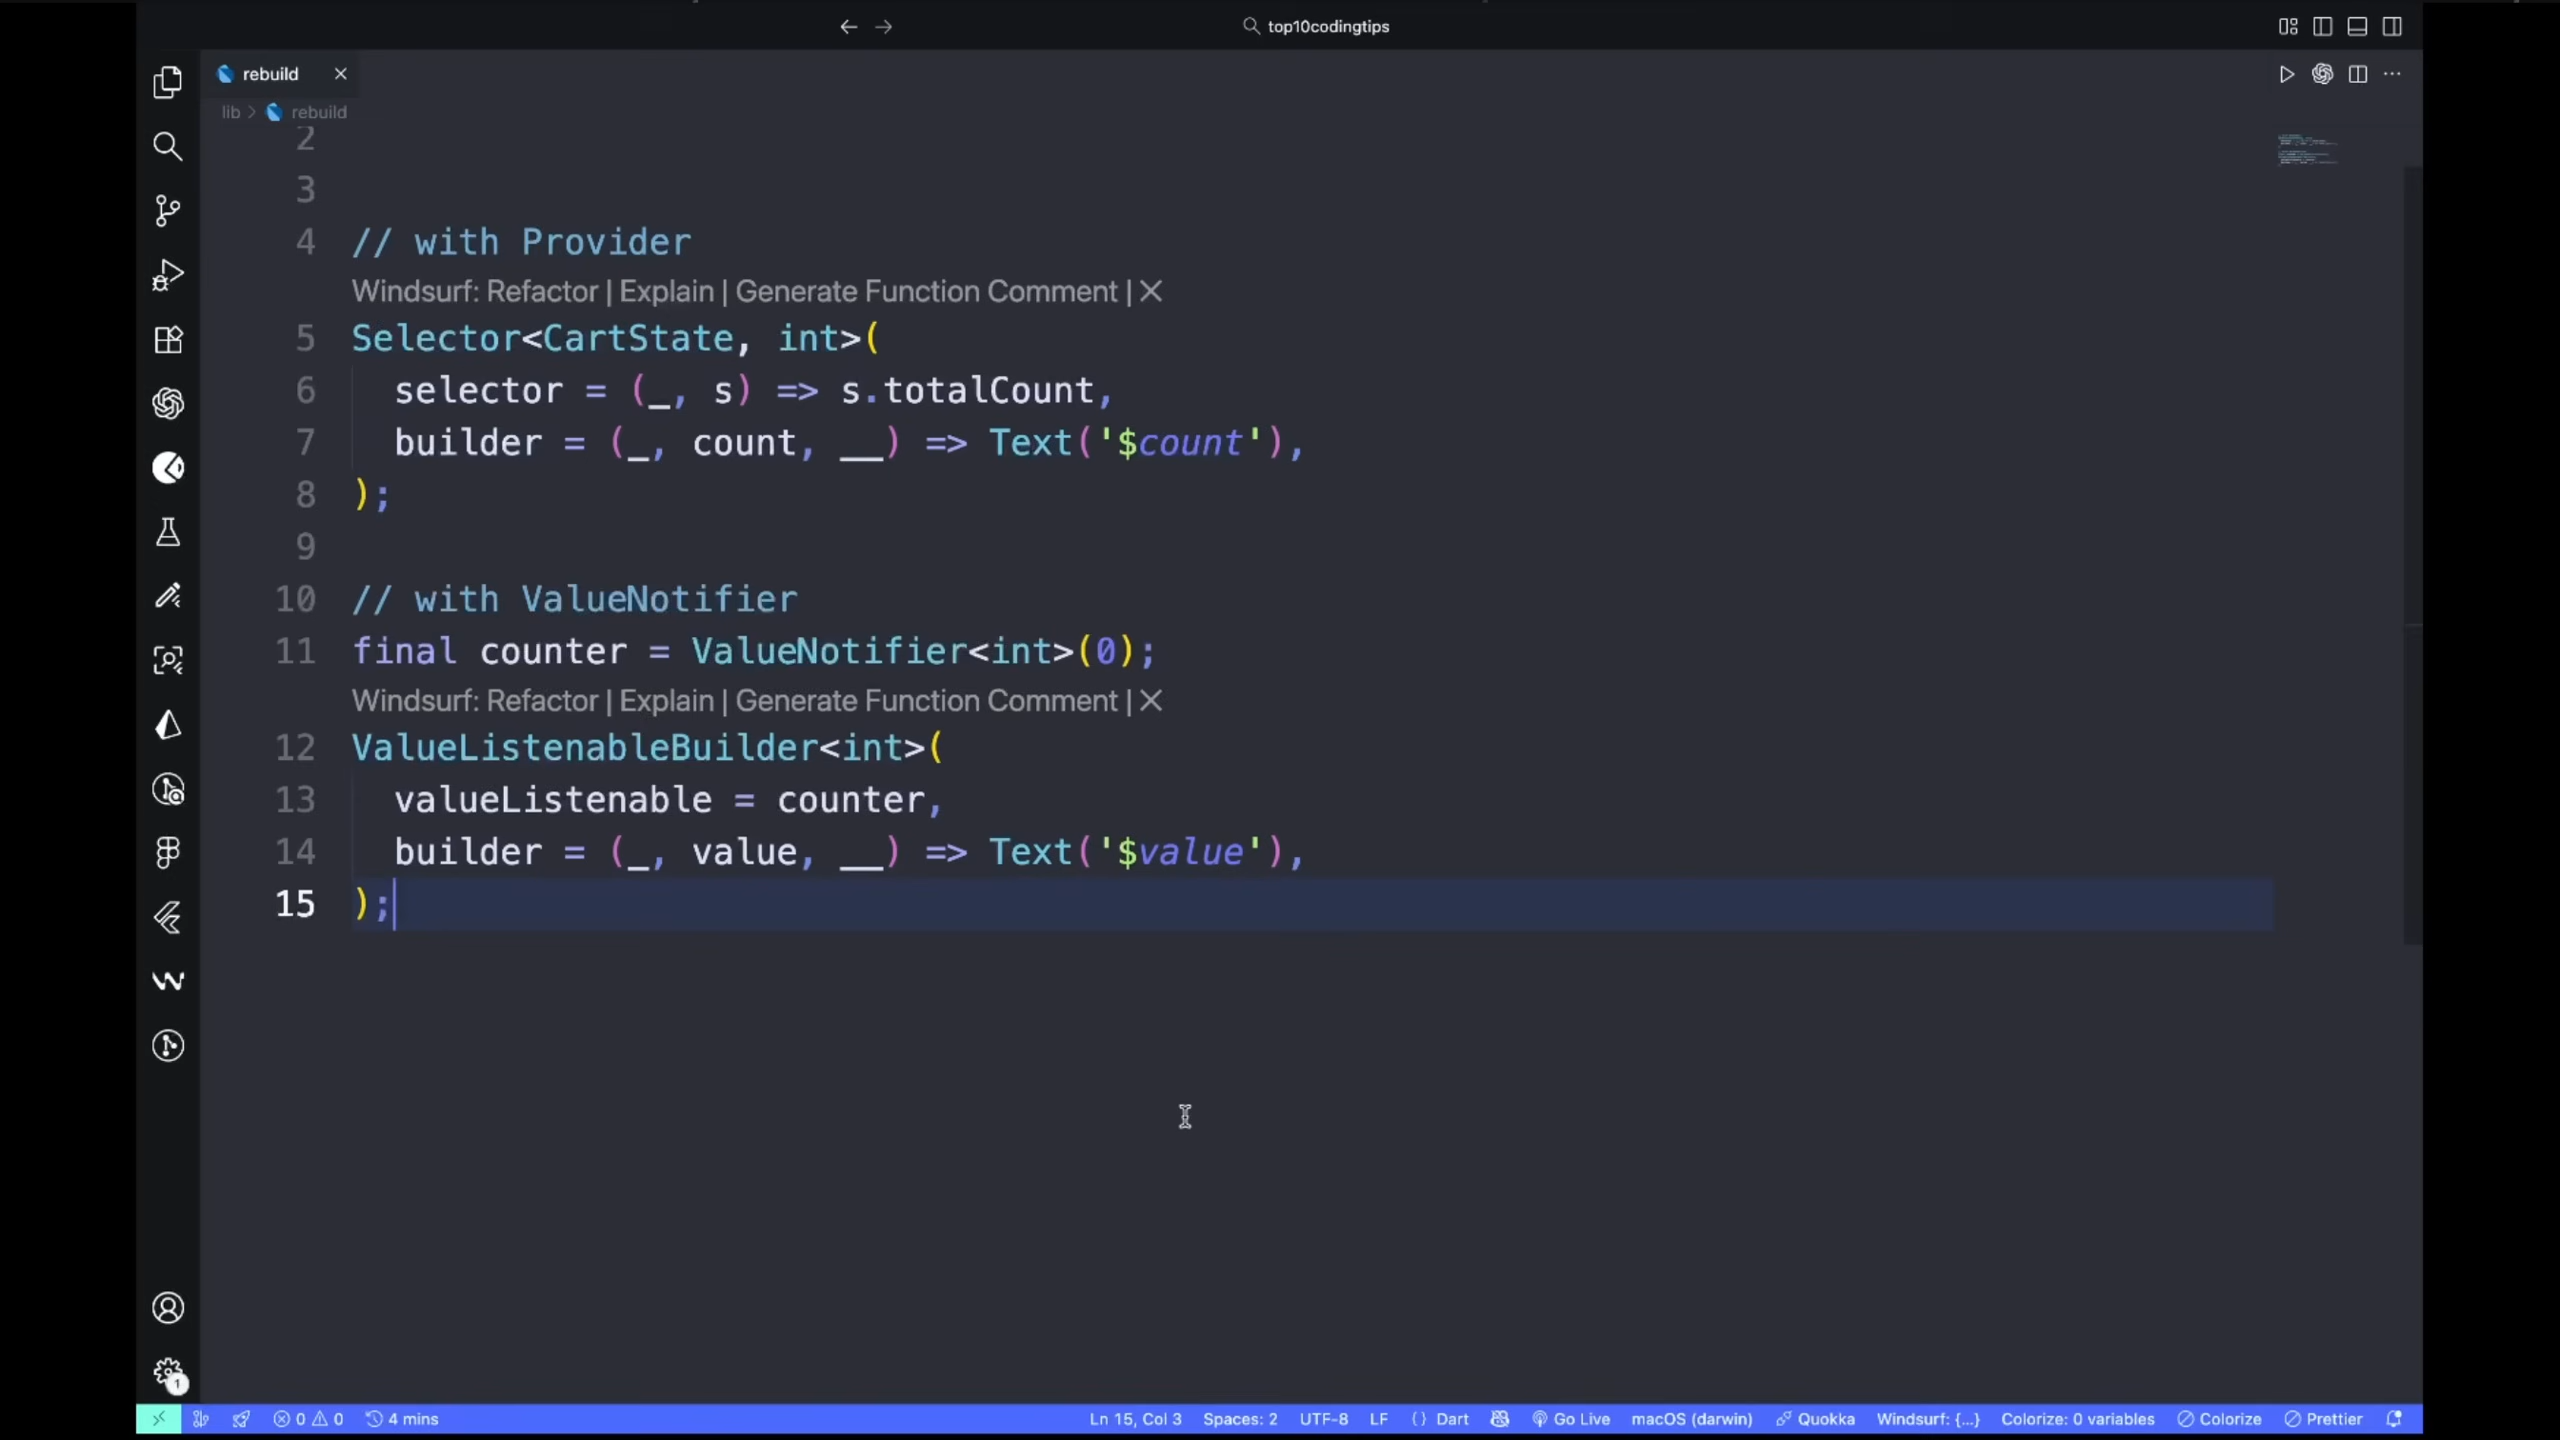 top10codingtips
rebuild
lib > rebuild
2
3
4 // with Provider
Windsurf: Refactor | Explain | Generate Function Comment | X
5 Selector<CartState, int>(
6 selector = (_, s) => s.totalCount,
7 builder = (_, count, __) => Text('$count'),
8 );
9
10 // with ValueNotifier
11 final counter = ValueNotifier<int>(0);
Windsurf: Refactor | Explain | Generate Function Comment | X
12 ValueListenableBuilder<int>(
13 valueListenable = counter,
14 builder = (_, value, __) => Text('$value'),
15 );
1
0 0 4 mins Ln 15, Col 3 Spaces: 2 UTF-8 LF {} Dart Go Live macOS (darwin) Quokka Windsurf: {...} Colorize: 0 variables Colorize Prettier